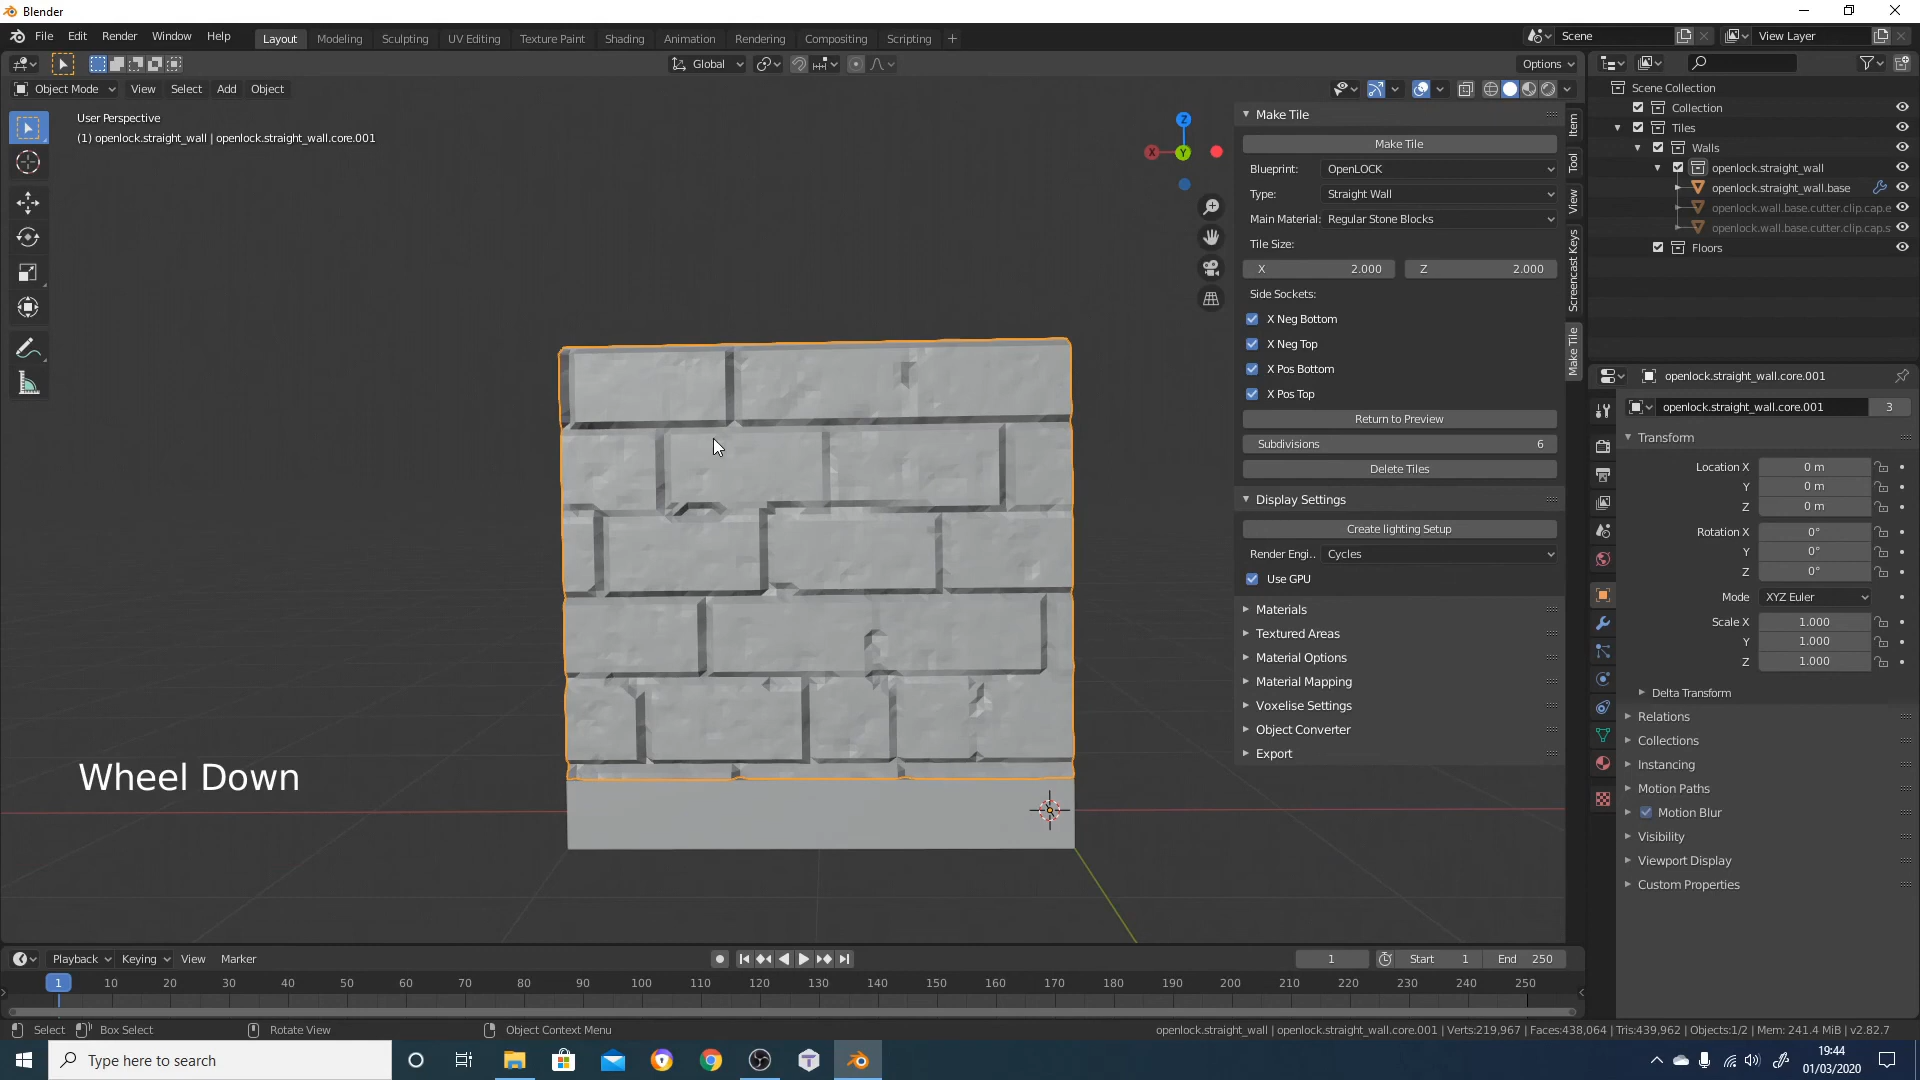 Blender
File Edit Render Window Help
Layout Modeling Sculpting UV Editing Texture Paint Shading Animation Rendering Compositing Scripting +
Scene
View Layer
Global
Options
Object Mode View Select Add Object
User Perspective
(1) openlock.straight_wall | openlock.straight_wall.core.001
Z
X
Y
Make Tile
Make Tile
Blueprint: OpenLOCK
Type: Straight Wall
Main Material: Regular Stone Blocks
Tile Size:
X 2.000 Z 2.000
Side Sockets:
X Neg Bottom
X Neg Top
X Pos Bottom
X Pos Top
Return to Preview
Subdivisions 6
Delete Tiles
Display Settings
Create lighting Setup
Render Engi.. Cycles
Use GPU
Materials
Textured Areas
Material Options
Material Mapping
Voxelise Settings
Object Converter
Export
Item
Tool
View
Screencast Keys
Make Tile
Scene Collection
Collection
Tiles
Walls
openlock.straight_wall
openlock.straight_wall.base
openlock.wall.base.cutter.clip.cap.e
openlock.wall.base.cutter.clip.cap.s
Floors
openlock.straight_wall.core.001
openlock.straight_wall.core.001 3
Transform
Location X 0 m
Y 0 m
Z 0 m
Rotation X 0°
Y 0°
Z 0°
Mode XYZ Euler
Scale X 1.000
Y 1.000
Z 1.000
Delta Transform
Relations
Collections
Instancing
Motion Paths
Motion Blur
Visibility
Viewport Display
Custom Properties
Wheel Down
Playback Keying View Marker
1 Start 1 End 250
1 10 20 30 40 50 60 70 80 90 100 110 120 130 140 150 160 170 180 190 200 210 220 230 240 250
Select Box Select Rotate View Object Context Menu
openlock.straight_wall | openlock.straight_wall.core.001 | Verts:219,967 | Faces:438,064 | Tris:439,962 | Objects:1/2 | Mem: 241.4 MiB | v2.82.7
Type here to search
19:44
01/03/2020